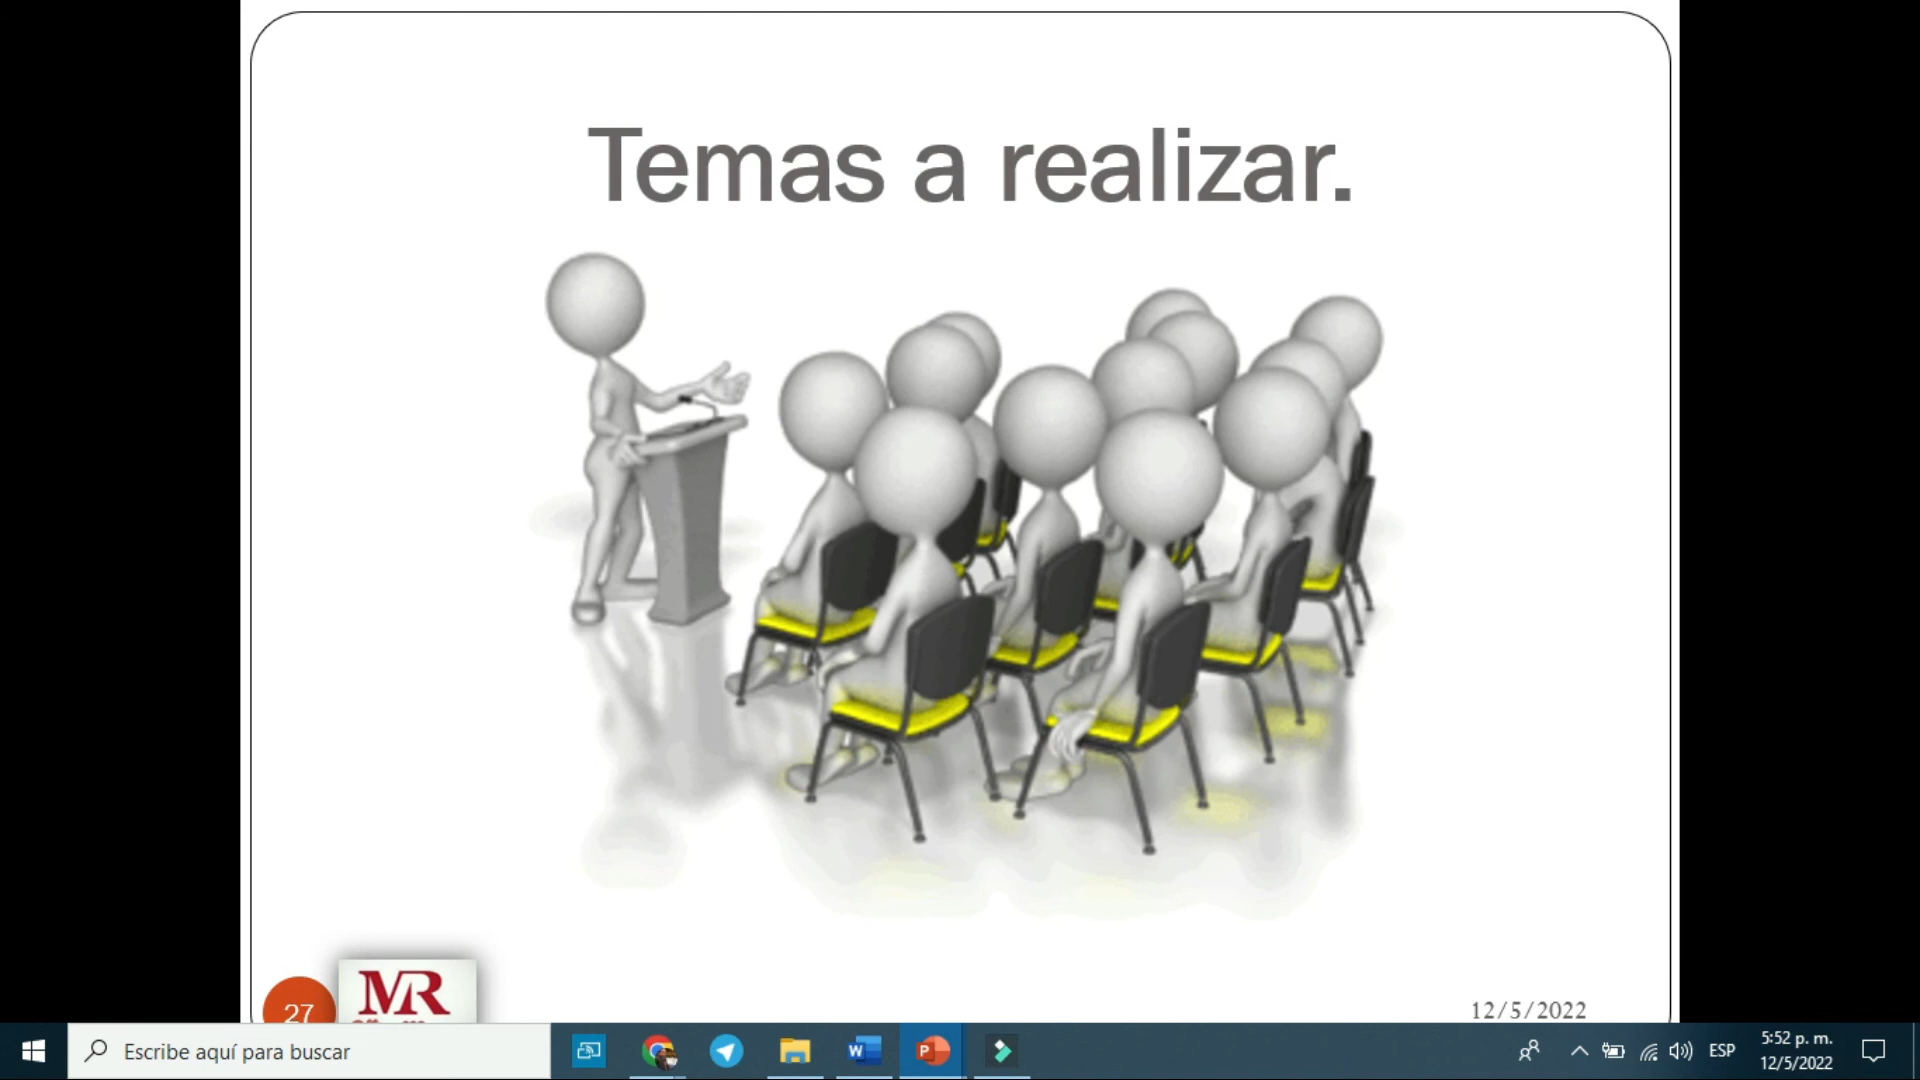 Temas a realizar.
27
MR
12/5/2022
Escribe aquí para buscar
W
P
ESP
5:52 p. m.
12/5/2022